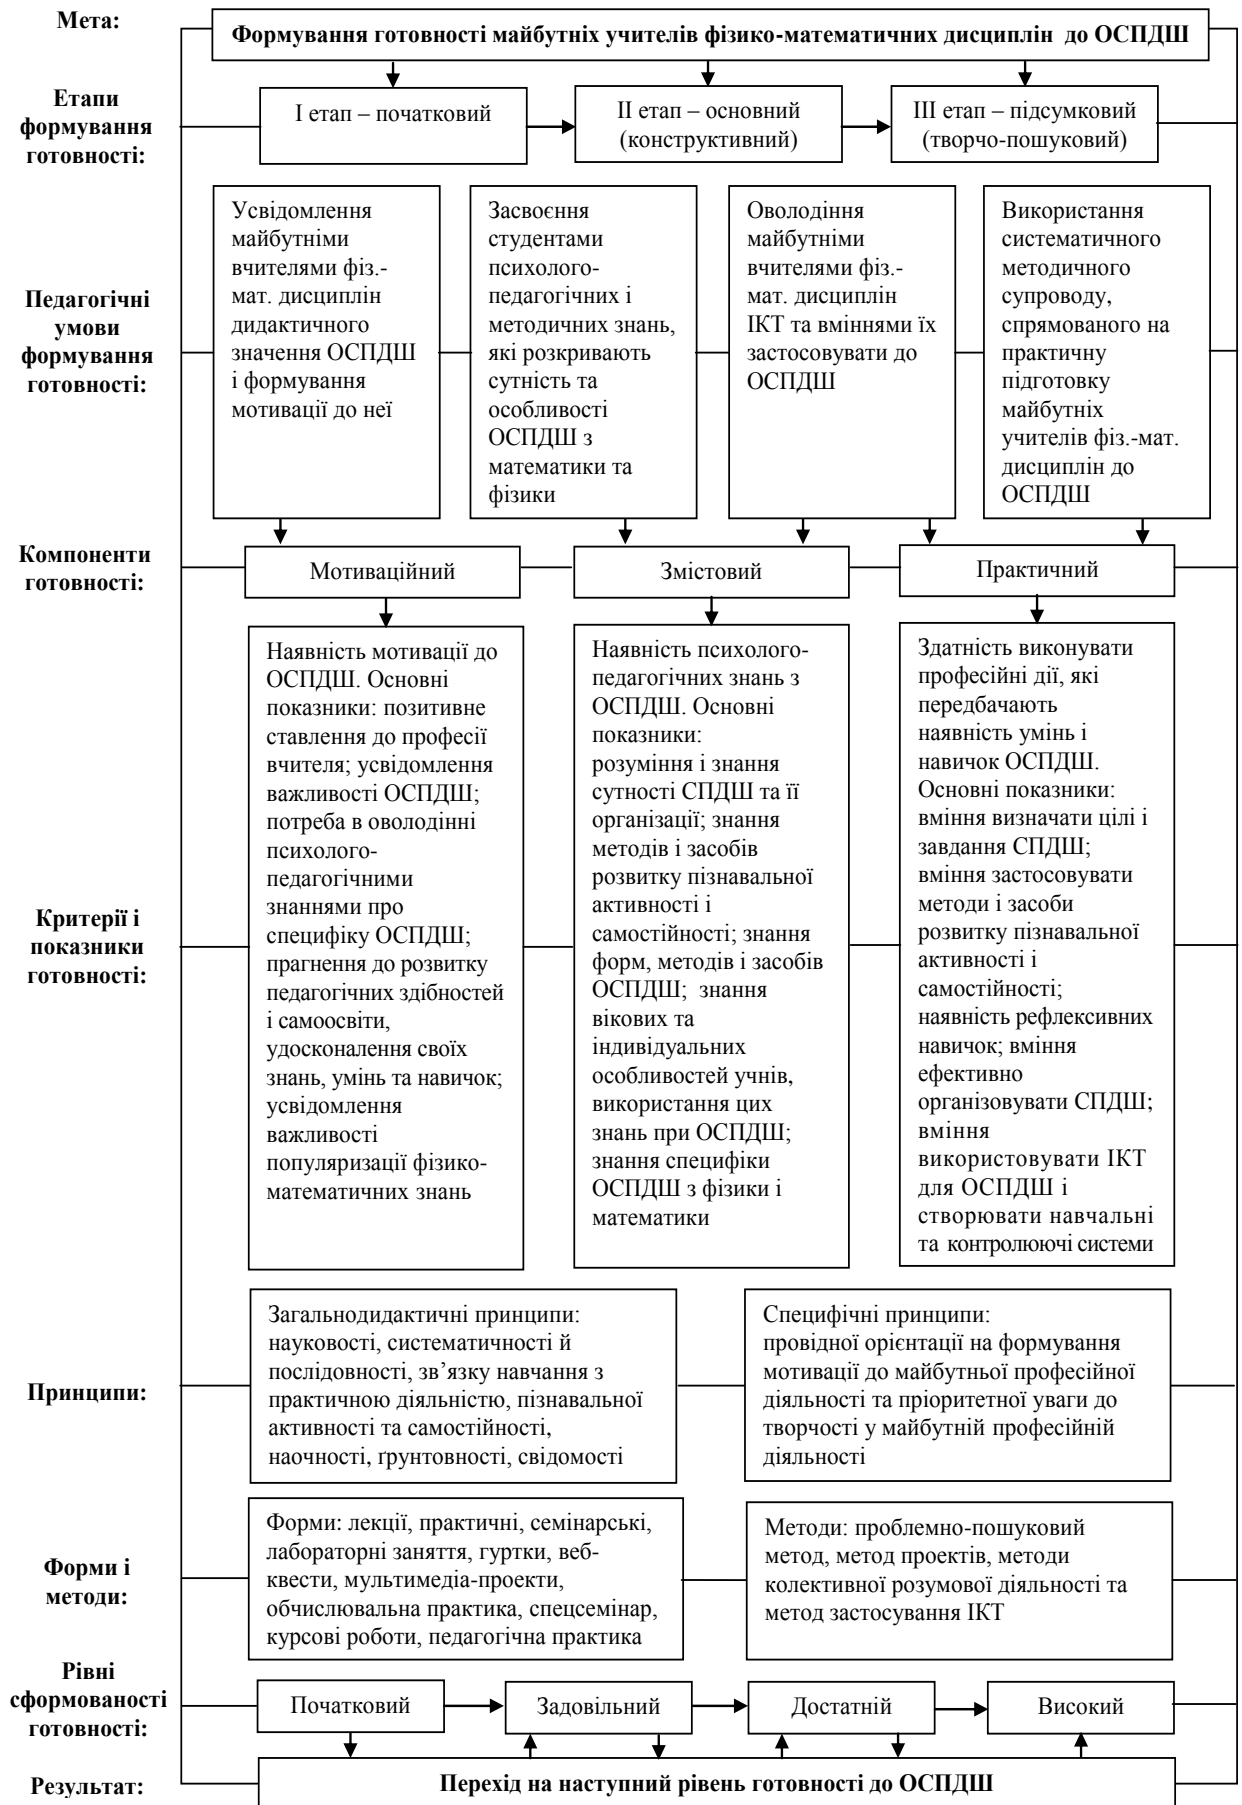 Мета:
Формування готовності майбутніх учителів фізико-математичних дисциплін до ОСПДШ
Етапи
формування
готовності:
І етап – початковий
ІІ етап – основний
(конструктивний)
ІІІ етап – підсумковий
(творчо-пошуковий)
Педагогічні
умови
формування
готовності:
Усвідомлення
майбутніми
вчителями фіз.-
мат. дисциплін
дидактичного
значення ОСПДШ
і формування
мотивації до неї
Засвоєння
студентами
психолого-
педагогічних і
методичних знань,
які розкривають
сутність та
особливості
ОСПДШ з
математики та
фізики
Оволодіння
майбутніми
вчителями фіз.-
мат. дисциплін
ІКТ та вміннями їх
застосовувати до
ОСПДШ
Використання
систематичного
методичного
супроводу,
спрямованого на
практичну
підготовку
майбутніх
учителів фіз.-мат.
дисциплін до
ОСПДШ
Компоненти
готовності:
Мотиваційний
Змістовий
Практичний
Критерії і
показники
готовності:
Наявність мотивації до
ОСПДШ. Основні
показники: позитивне
ставлення до професії
вчителя; усвідомлення
важливості ОСПДШ;
потреба в оволодінні
психолого-
педагогічними
знаннями про
специфіку ОСПДШ;
прагнення до розвитку
педагогічних здібностей
і самоосвіти,
удосконалення своїх
знань, умінь та навичок;
усвідомлення
важливості
популяризації фізико-
математичних знань
Наявність психолого-
педагогічних знань з
ОСПДШ. Основні
показники:
розуміння і знання
сутності СПДШ та її
організації; знання
методів і засобів
розвитку пізнавальної
активності і
самостійності; знання
форм, методів і засобів
ОСПДШ; знання
вікових та
індивідуальних
особливостей учнів,
використання цих
знань при ОСПДШ;
знання специфіки
ОСПДШ з фізики і
математики
Здатність виконувати
професійні дії, які
передбачають
наявність умінь і
навичок ОСПДШ.
Основні показники:
вміння визначати цілі і
завдання СПДШ;
вміння застосовувати
методи і засоби
розвитку пізнавальної
активності і
самостійності;
наявність рефлексивних
навичок; вміння
ефективно
організовувати СПДШ;
вміння
використовувати ІКТ
для ОСПДШ і
створювати навчальні
та контролюючі системи
Принципи:
Загальнодидактичні принципи:
науковості, систематичності й
послідовності, зв’язку навчання з
практичною діяльністю, пізнавальної
активності та самостійності,
наочності, ґрунтовності, свідомості
Специфічні принципи:
провідної орієнтації на формування
мотивації до майбутньої професійної
діяльності та пріоритетної уваги до
творчості у майбутній професійній
діяльності
Форми і
методи:
Форми: лекції, практичні, семінарські,
лабораторні заняття, гуртки, веб-
квести, мультимедіа-проекти,
обчислювальна практика, спецсемінар,
курсові роботи, педагогічна практика
Методи: проблемно-пошуковий
метод, метод проектів, методи
колективної розумової діяльності та
метод застосування ІКТ
Рівні
сформованості
готовності:
Початковий
Задовільний
Достатній
Високий
Результат:
Перехід на наступний рівень готовності до ОСПДШ